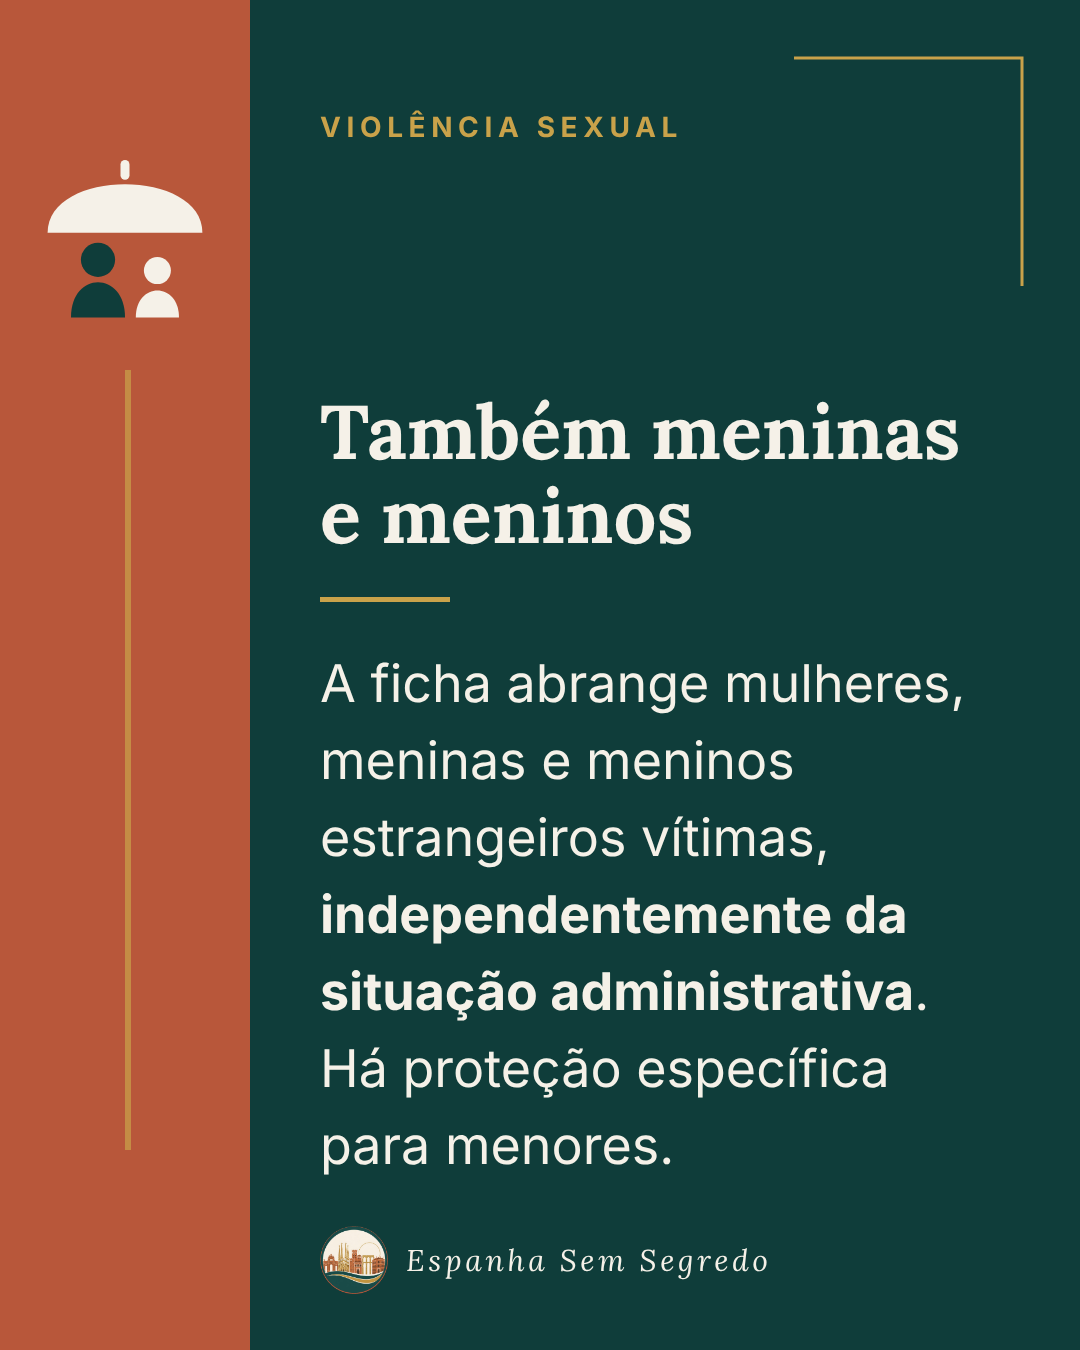 VIOLÊNCIA SEXUAL
Também meninas
e meninos
A ficha abrange mulheres,
meninas e meninos
estrangeiros vítimas,
independentemente da
situação administrativa.
Há proteção específica
para menores.
Espanha Sem Segredo